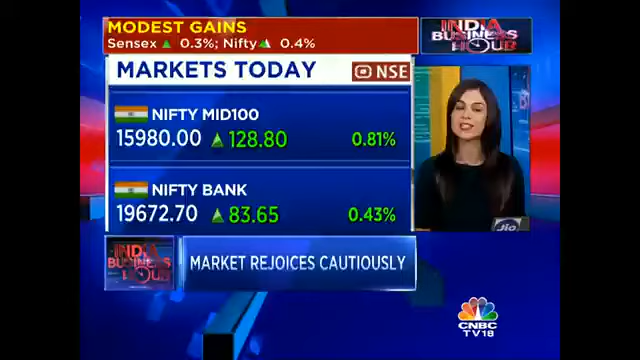 MODEST GAINS
Sensex ▲ 0.3%; Nifty ▲ 0.4%
INDIA
BUSINESS
HOUR
MARKETS TODAY
NSE
NIFTY MID100
15980.00 ▲ 128.80 0.81%
NIFTY BANK
19672.70 ▲ 83.65 0.43%
Jio
INDIA
BUSINESS
HOUR
MARKET REJOICES CAUTIOUSLY
CNBC
TV18